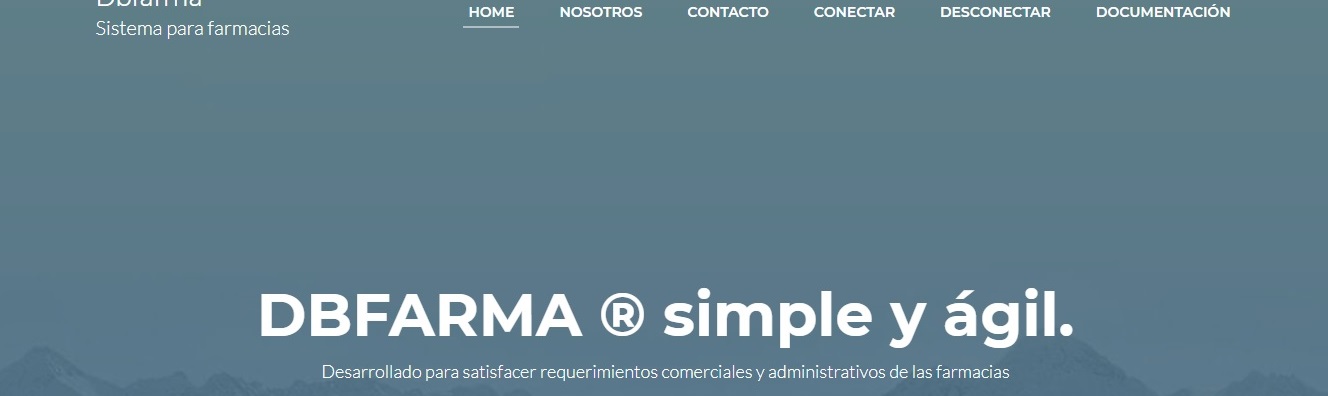 Dbfarma
Sistema para farmacias
HOME NOSOTROS CONTACTO CONECTAR DESCONECTAR DOCUMENTACIÓN
DBFARMA ® simple y ágil.
Desarrollado para satisfacer requerimientos comerciales y administrativos de las farmacias